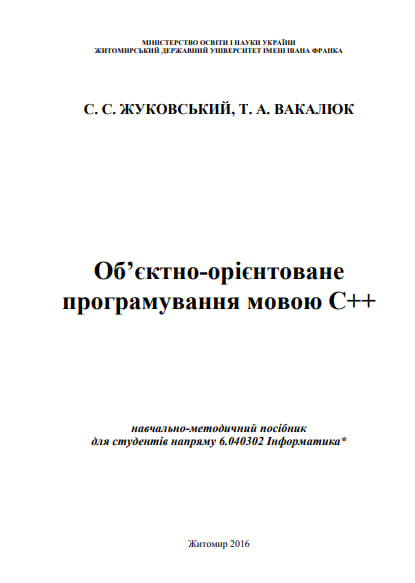 МІНІСТЕРСТВО ОСВІТИ І НАУКИ УКРАЇНИ
ЖИТОМИРСЬКИЙ ДЕРЖАВНИЙ УНІВЕРСИТЕТ ІМЕНІ ІВАНА ФРАНКА
С. С. ЖУКОВСЬКИЙ, Т. А. ВАКАЛЮК
Об’єктно-орієнтоване
програмування мовою С++
навчально-методичний посібник
для студентів напряму 6.040302 Інформатика*
Житомир 2016